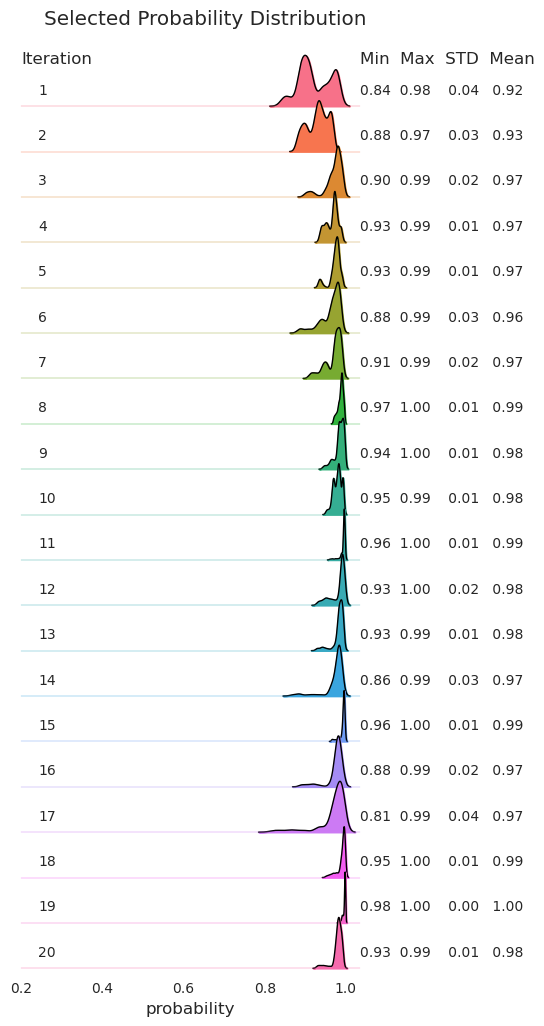 Selected Probability Distribution
Iteration Min Max STD Mean
1 0.84 0.98 0.04 0.92
2 0.88 0.97 0.03 0.93
3 0.90 0.99 0.02 0.97
4 0.93 0.99 0.01 0.97
5 0.93 0.99 0.01 0.97
6 0.88 0.99 0.03 0.96
7 0.91 0.99 0.02 0.97
8 0.97 1.00 0.01 0.99
9 0.94 1.00 0.01 0.98
10 0.95 0.99 0.01 0.98
11 0.96 1.00 0.01 0.99
12 0.93 1.00 0.02 0.98
13 0.93 0.99 0.01 0.98
14 0.86 0.99 0.03 0.97
15 0.96 1.00 0.01 0.99
16 0.88 0.99 0.02 0.97
17 0.81 0.99 0.04 0.97
18 0.95 1.00 0.01 0.99
19 0.98 1.00 0.00 1.00
20 0.93 0.99 0.01 0.98
0.2 0.4 0.6 0.8 1.0
probability